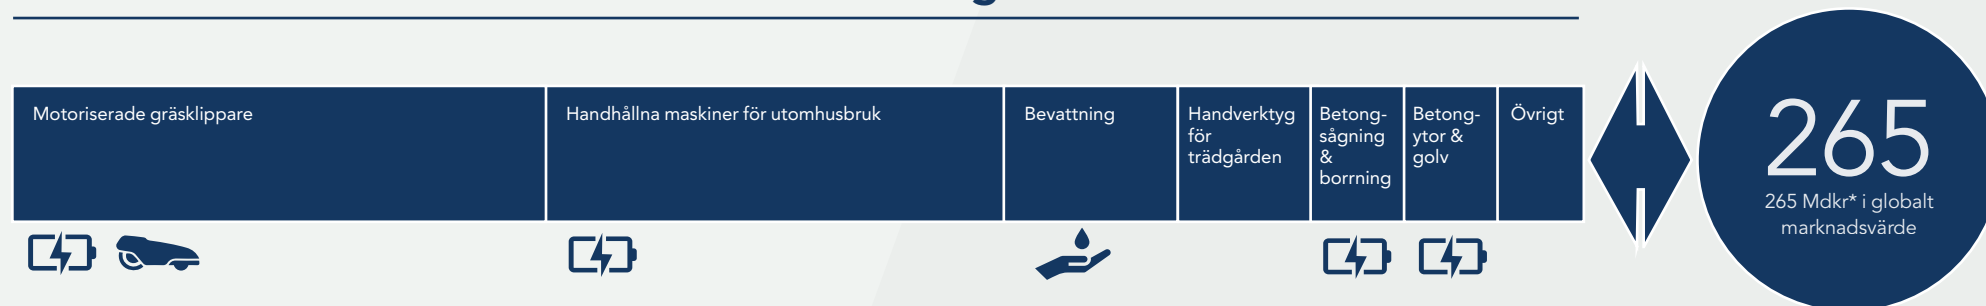 Motoriserade gräsklippare
Handhållna maskiner för utomhusbruk
Bevattning
Handverktyg
för
trädgården
Betong-
sågning
&
borrning
Betong-
ytor &
golv
Övrigt
265
265 Mdkr* i globalt
marknadsvärde